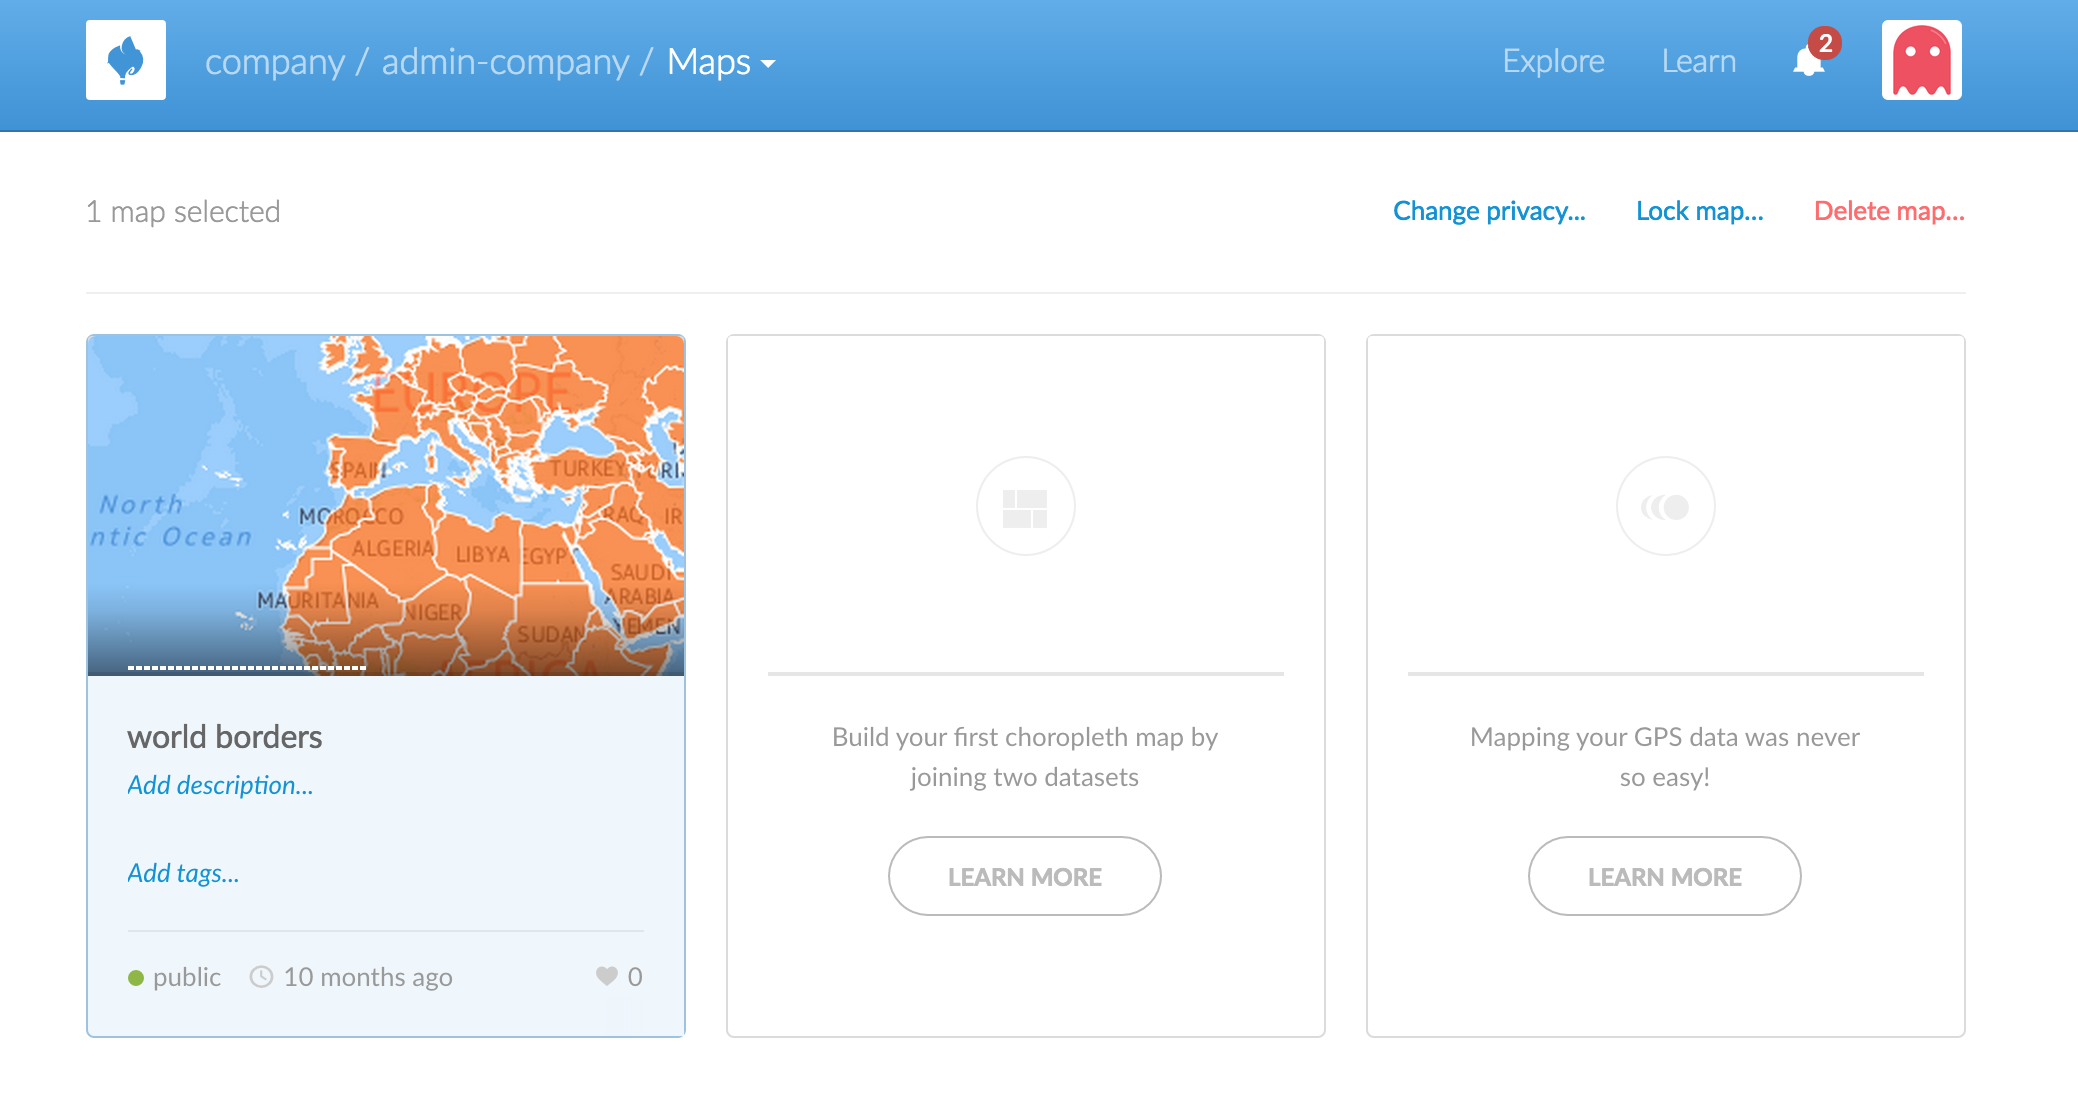 company / admin-company / Maps
Explore
Learn
2
1 map selected
Change privacy...
Lock map...
Delete map...
EUROPE
SPAIN
TURKEY
North
ntic Ocean
MOROCCO
IRAQ
IR
ALGERIA
LIBYA
EGYPT
SAUDI
ARABIA
MAURITANIA
NIGER
SUDAN
YEMEN
AFRICA
world borders
Add description...
Add tags...
public
10 months ago
0
Build your first choropleth map by
joining two datasets
LEARN MORE
Mapping your GPS data was never
so easy!
LEARN MORE